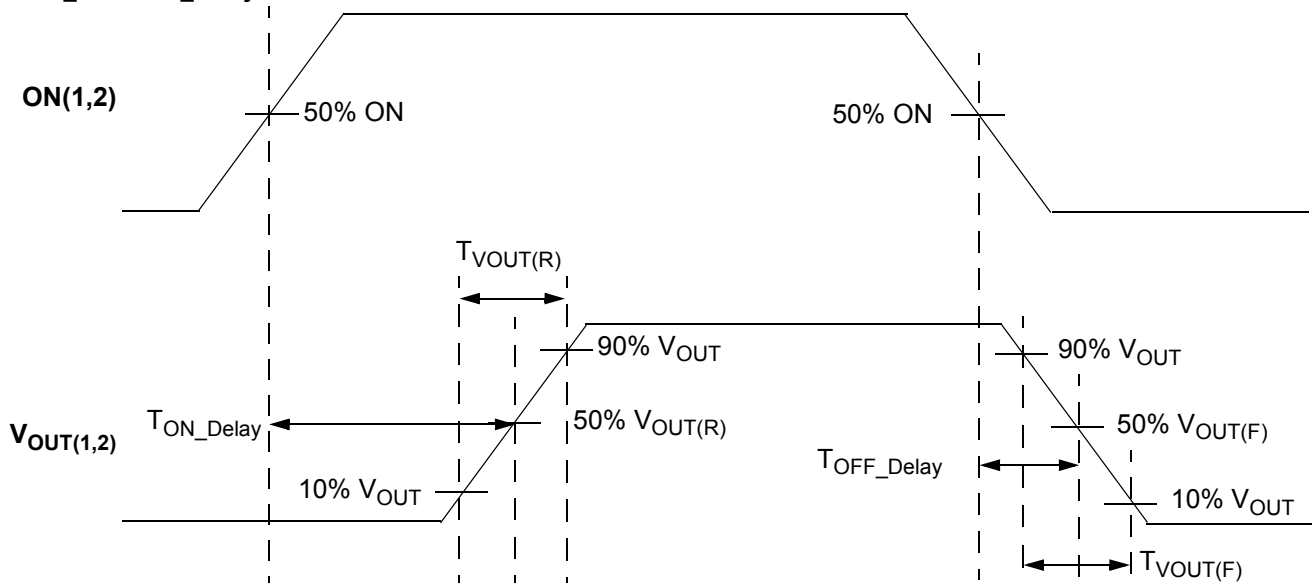 ON(1,2)
50% ON
50% ON
TVOUT(R)
90% VOUT
90% VOUT
VOUT(1,2)
TON_Delay
50% VOUT(R)
50% VOUT(F)
TOFF_Delay
10% VOUT
10% VOUT
TVOUT(F)